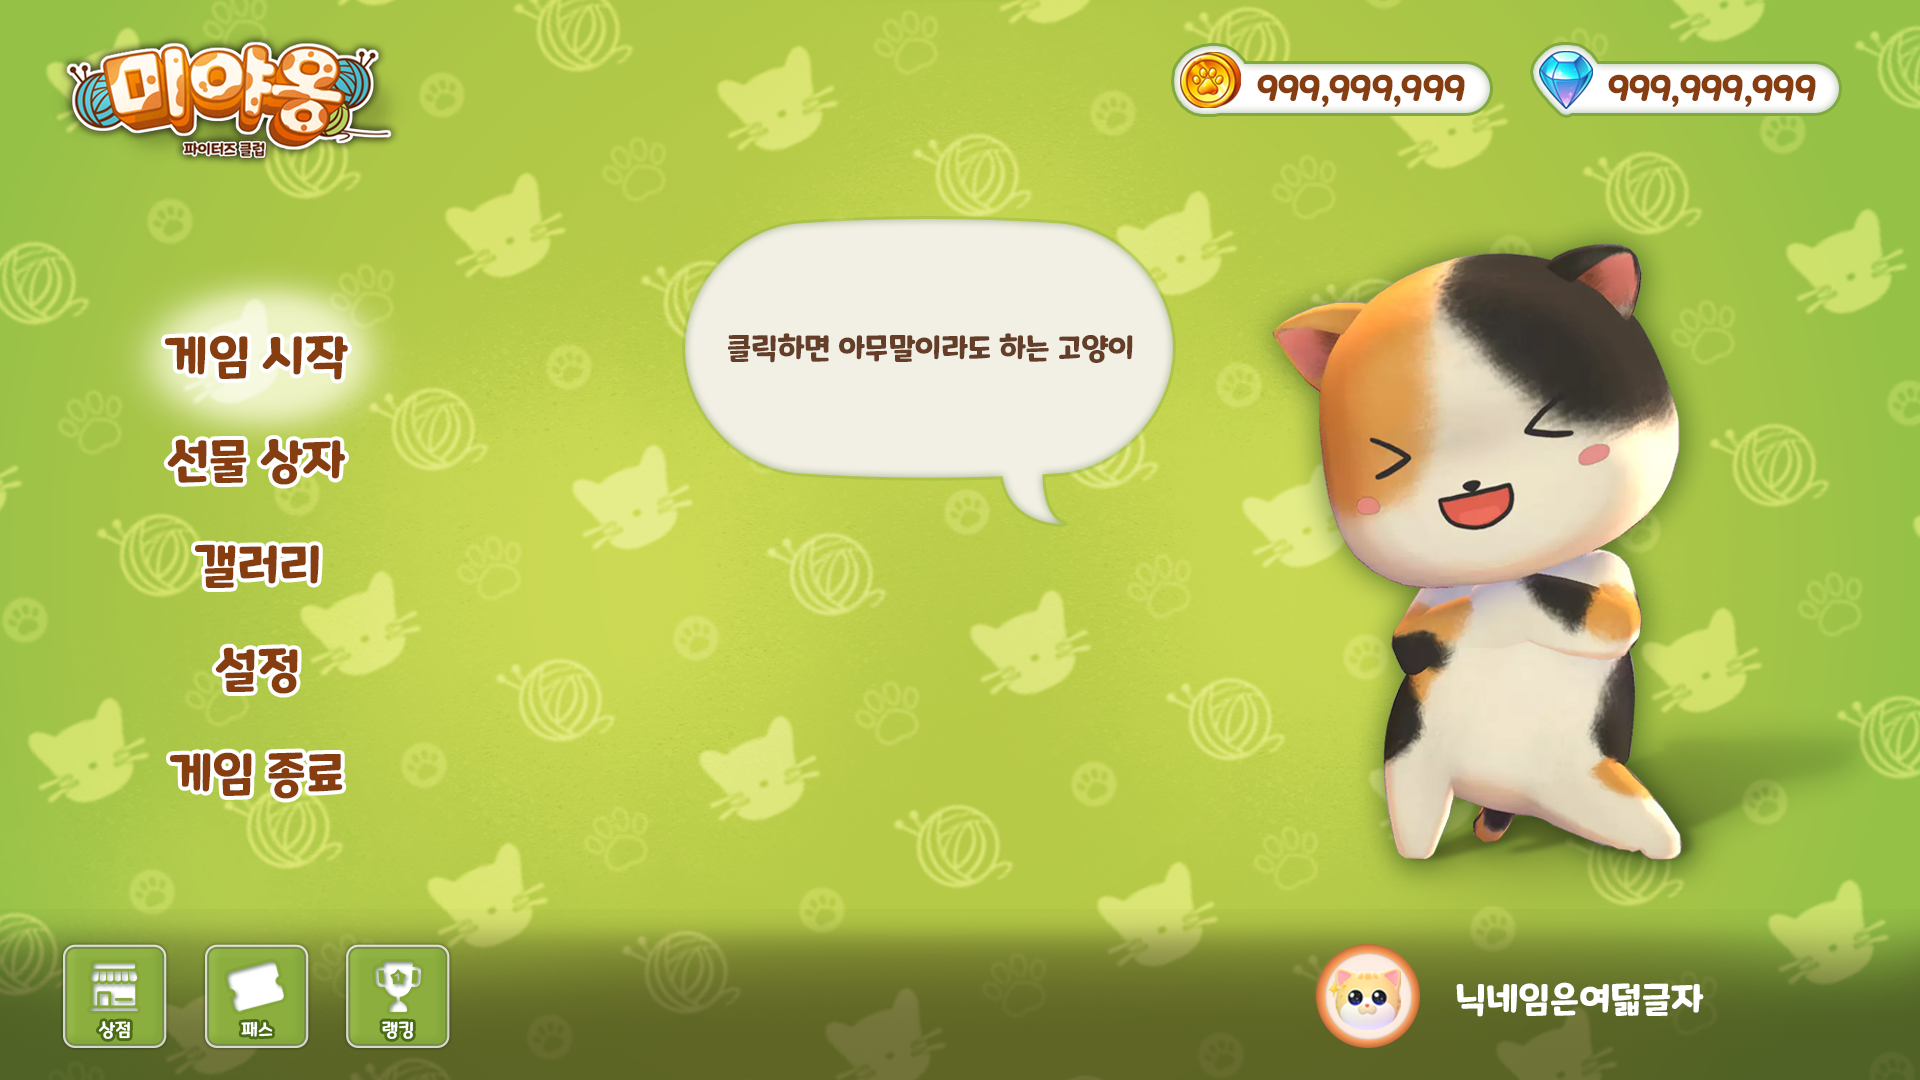 미야옹
파이터즈 클럽
999,999,999
999,999,999
클릭하면 아무말이라도 하는 고양이
게임 시작
선물 상자
갤러리
설정
게임 종료
상점
패스
랭킹
닉네임은여덟글자